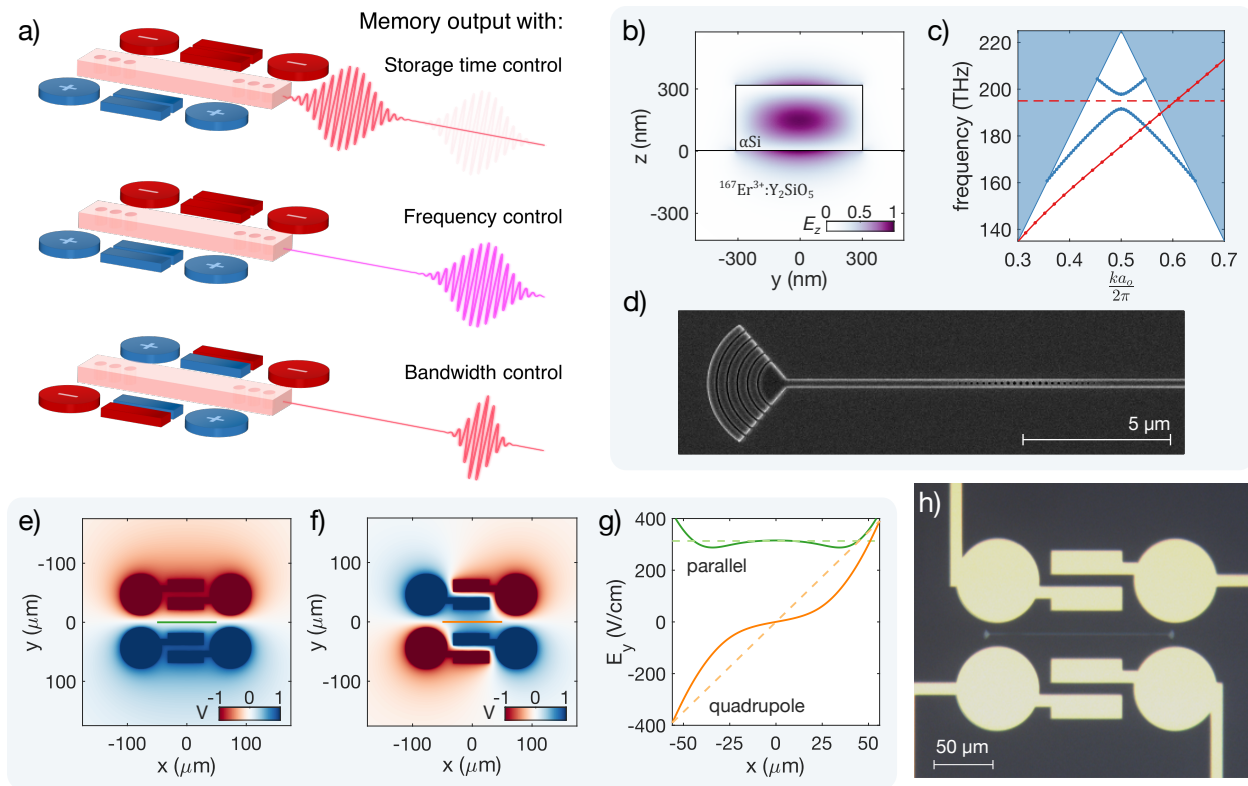 a)
Memory output with:
Storage time control
Frequency control
Bandwidth control
− − + +
− − + +
+ − − +
b)
z (nm)
300
0
-300
αSi
¹⁶⁷Er³⁺:Y₂SiO₅
0 0.5 1
E_z
-300 0 300
y (nm)
c)
frequency (THz)
220
200
180
160
140
0.3 0.4 0.5 0.6 0.7
ka_o
2π
d)
5 µm
e)
y (µm)
-100
0
100
-1 0 1
V
-100 0 100
x (µm)
f)
y (µm)
100
0
-100
-1 0 1
V
-100 0 100
x (µm)
g)
E_y (V/cm)
400
200
0
-200
-400
parallel
quadrupole
-50 -25 0 25 50
x (µm)
h)
50 µm